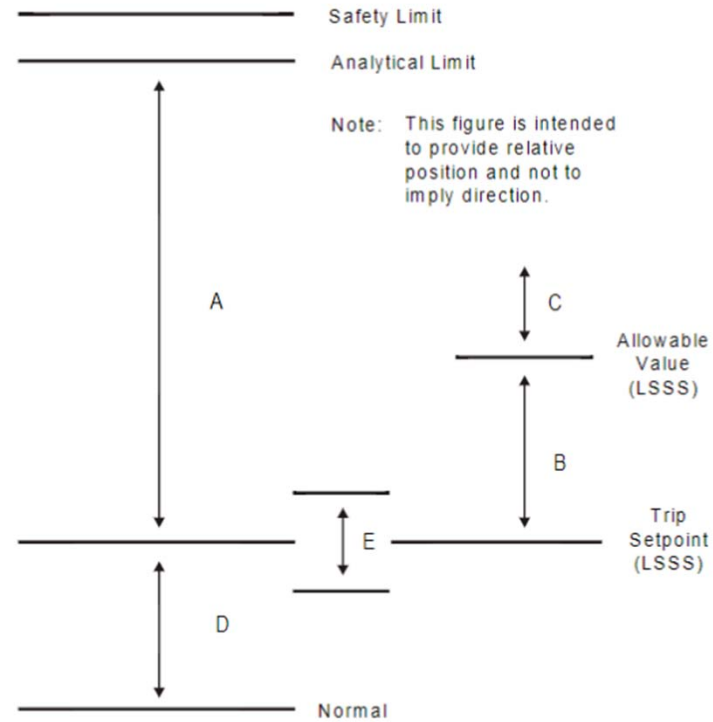 Safety Limit
Analytical Limit
Note: This figure is intended
to provide relative
position and not to
imply direction.
A
C
Allowable
Value
(LSSS)
B
Trip
Setpoint
(LSSS)
E
D
Normal